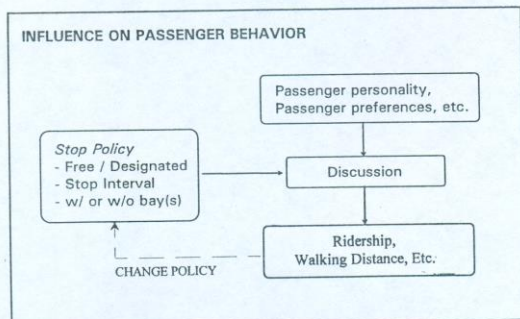 INFLUENCE ON PASSENGER BEHAVIOR
Passenger personality,
Passenger preferences, etc.
Stop Policy
- Free / Designated
- Stop Interval
- w/ or w/o bay(s)
Discussion
Ridership,
Walking Distance, Etc.
CHANGE POLICY